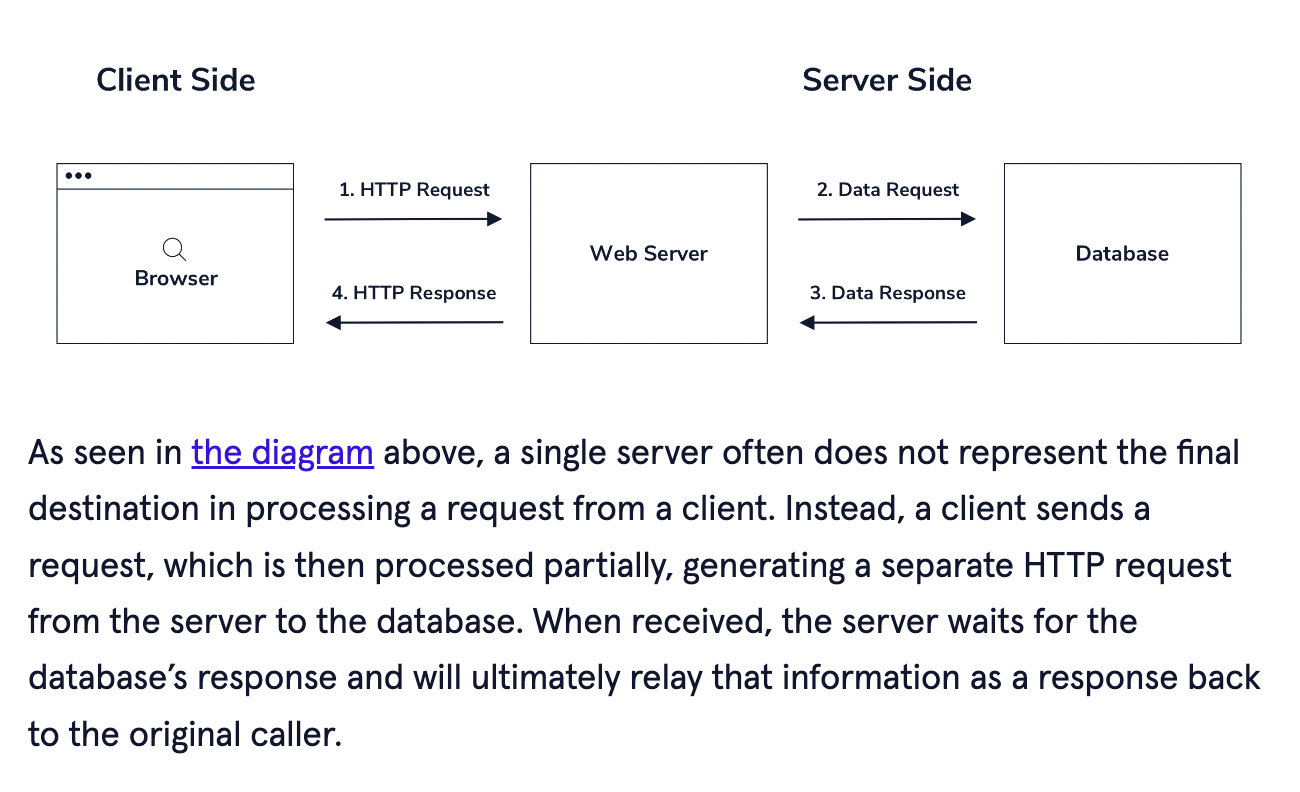 Client Side
Server Side
1. HTTP Request
2. Data Request
Browser
Web Server
Database
4. HTTP Response
3. Data Response
As seen in the diagram above, a single server often does not represent the final
destination in processing a request from a client. Instead, a client sends a
request, which is then processed partially, generating a separate HTTP request
from the server to the database. When received, the server waits for the
database’s response and will ultimately relay that information as a response back
to the original caller.